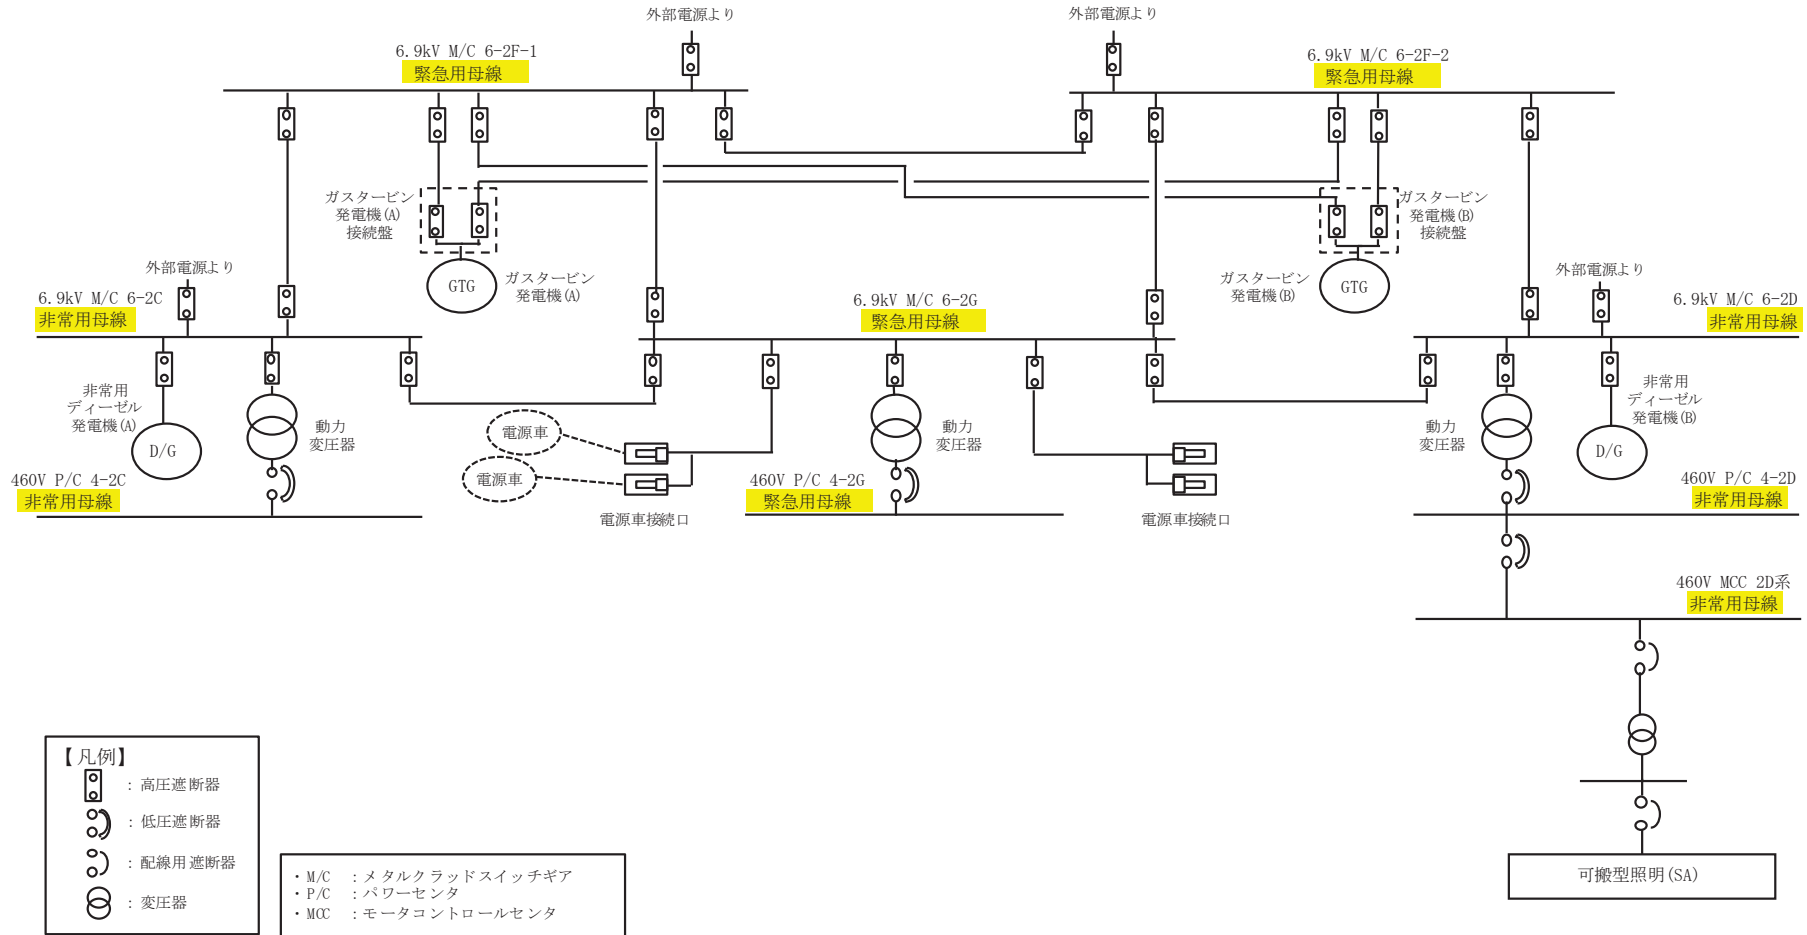 外部電源より
外部電源より
6.9kV M/C 6-2F-1
緊急用母線
6.9kV M/C 6-2F-2
緊急用母線
ガスタービン
発電機(A)
接続盤
ガスタービン
発電機(B)
接続盤
外部電源より
GTG
ガスタービン
発電機(A)
ガスタービン
発電機(B)
GTG
外部電源より
6.9kV M/C 6-2C
非常用母線
6.9kV M/C 6-2G
緊急用母線
6.9kV M/C 6-2D
非常用母線
非常用
ディーゼル
発電機(A)
D/G
動力
変圧器
電源車
電源車
動力
変圧器
動力
変圧器
非常用
ディーゼル
発電機(B)
D/G
460V P/C 4-2C
非常用母線
460V P/C 4-2G
緊急用母線
460V P/C 4-2D
非常用母線
電源車接続口
電源車接続口
460V MCC 2D系
非常用母線
【凡例】
：高圧遮断器
：低圧遮断器
：配線用遮断器
：変圧器
・M/C ：メタルクラッドスイッチギア
・P/C ：パワーセンタ
・MCC ：モータコントロールセンタ
可搬型照明(SA)